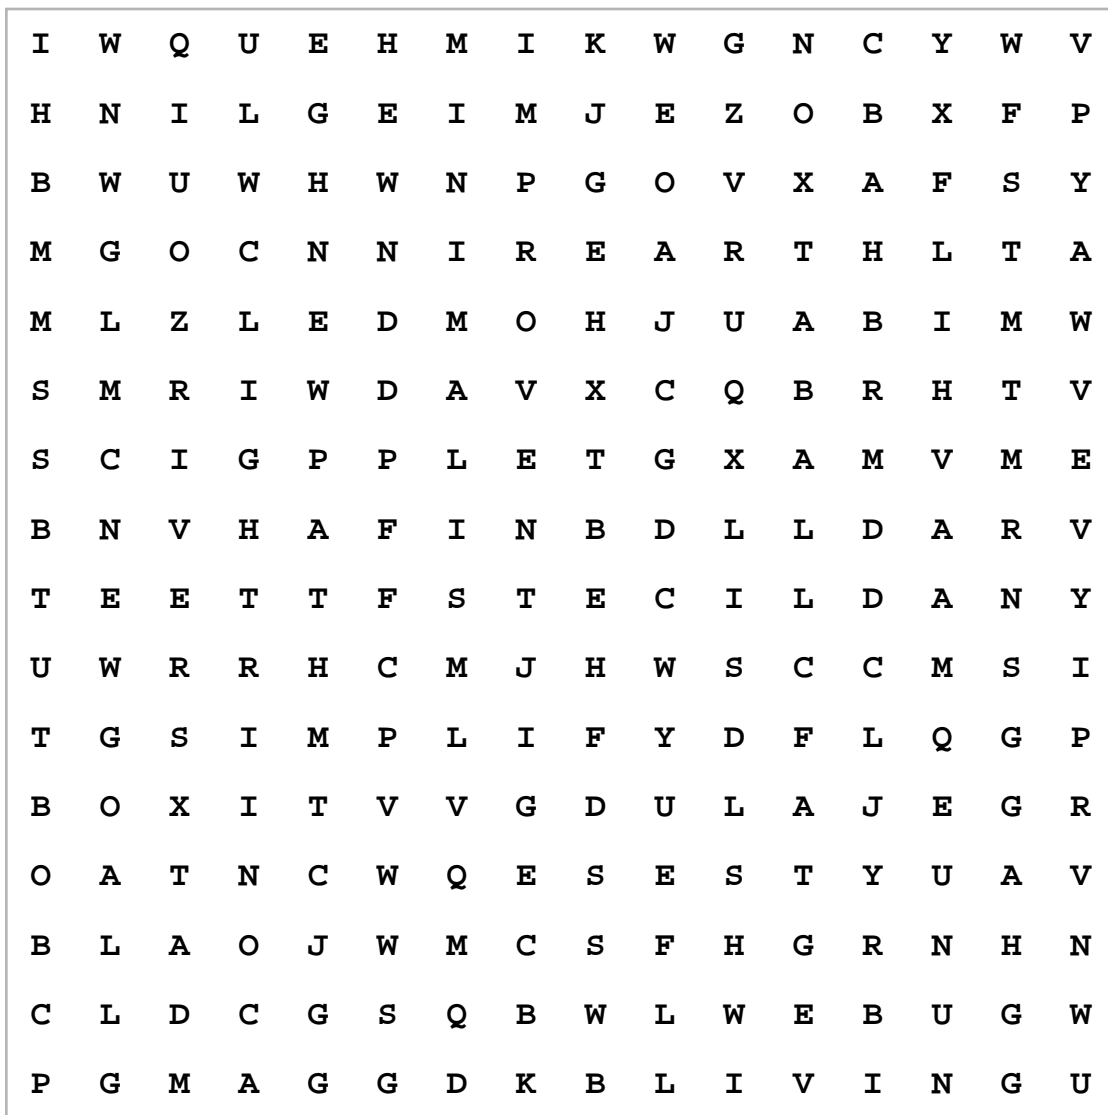 I W Q U E H M I K W G N C Y W V
H N I L G E I M J E Z O B X F P
B W U W H W N P G O V X A F S Y
M G O C N N I R E A R T H L T A
M L Z L E D M O H J U A B I M W
S M R I W D A V X C Q B R H T V
S C I G P P L E T G X A M V M E
B N V H A F I N B D L L D A R V
T E E T T F S T E C I L D A N Y
U W R R H C M J H W S C C M S I
T G S I M P L I F Y D F L Q G P
B O X I T V V G D U L A J E G R
O A T N C W Q E S E S T Y U A V
B L A O J W M C S F H G R N H N
C L D C G S Q B W L W E B U G W
P G M A G G D K B L I V I N G U